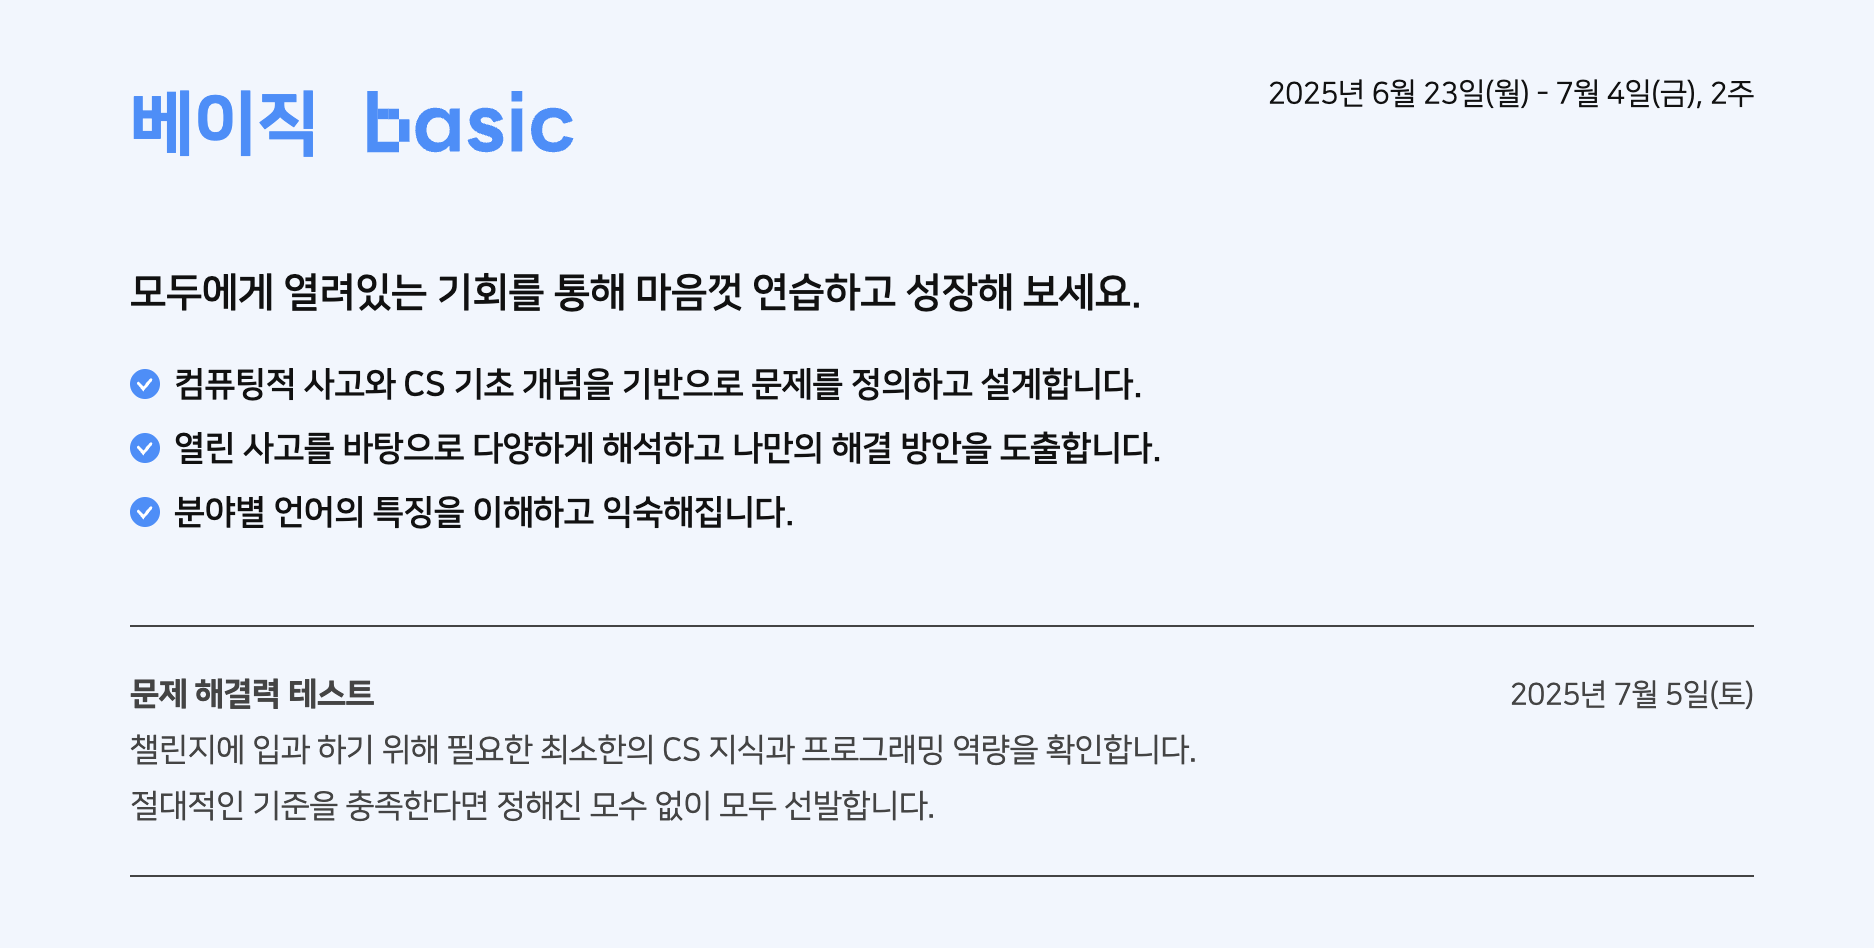 베이직 basic
2025년 6월 23일(월) - 7월 4일(금), 2주
모두에게 열려있는 기회를 통해 마음껏 연습하고 성장해 보세요.
컴퓨팅적 사고와 CS 기초 개념을 기반으로 문제를 정의하고 설계합니다.
열린 사고를 바탕으로 다양하게 해석하고 나만의 해결 방안을 도출합니다.
분야별 언어의 특징을 이해하고 익숙해집니다.
문제 해결력 테스트
2025년 7월 5일(토)
챌린지에 입과 하기 위해 필요한 최소한의 CS 지식과 프로그래밍 역량을 확인합니다.
절대적인 기준을 충족한다면 정해진 모수 없이 모두 선발합니다.